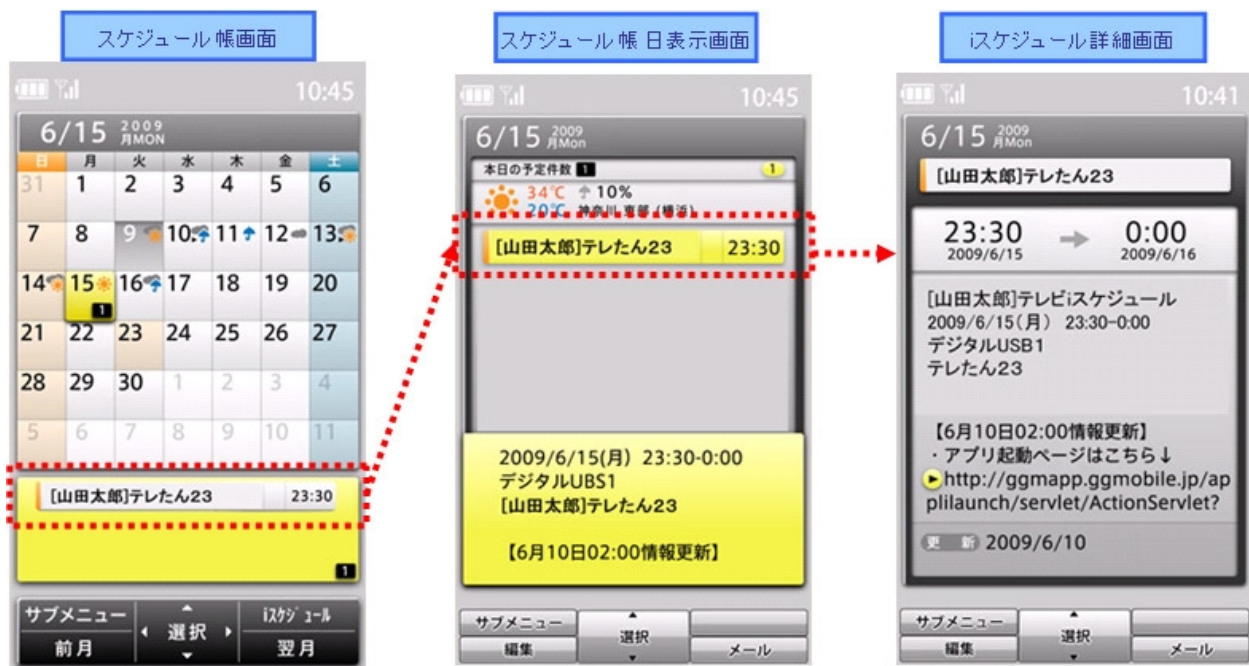 スケジュール帳画面
10:45
6/15 2009 月MON
日 月 火 水 木 金 土
31 1 2 3 4 5 6
7 8 9 10 11 12 13
14 15 16 17 18 19 20
1
21 22 23 24 25 26 27
28 29 30 1 2 3 4
5 6 7 8 9 10 11
[山田太郎]テレたん23 23:30
1
サブメニュー iスケジュール
選択
前月 翌月
スケジュール帳 日表示画面
10:45
6/15 2009 月Mon
本日の予定件数 1 1
34℃ 10%
20℃ 神奈川 東部 (横浜)
[山田太郎]テレたん23 23:30
2009/6/15(月) 23:30-0:00
デジタルUBS1
[山田太郎]テレたん23
【6月10日02:00情報更新】
サブメニュー
選択
編集 メール
iスケジュール詳細画面
10:41
6/15 2009 月Mon
[山田太郎]テレたん23
23:30 → 0:00
2009/6/15 2009/6/16
[山田太郎]テレビiスケジュール
2009/6/15(月) 23:30-0:00
デジタルUSB1
テレたん23
【6月10日02:00情報更新】
・アプリ起動ページはこちら↓
http://ggmapp.ggmobile.jp/ap
plilaunch/servlet/ActionServlet?
更新 2009/6/10
サブメニュー
選択
編集 メール